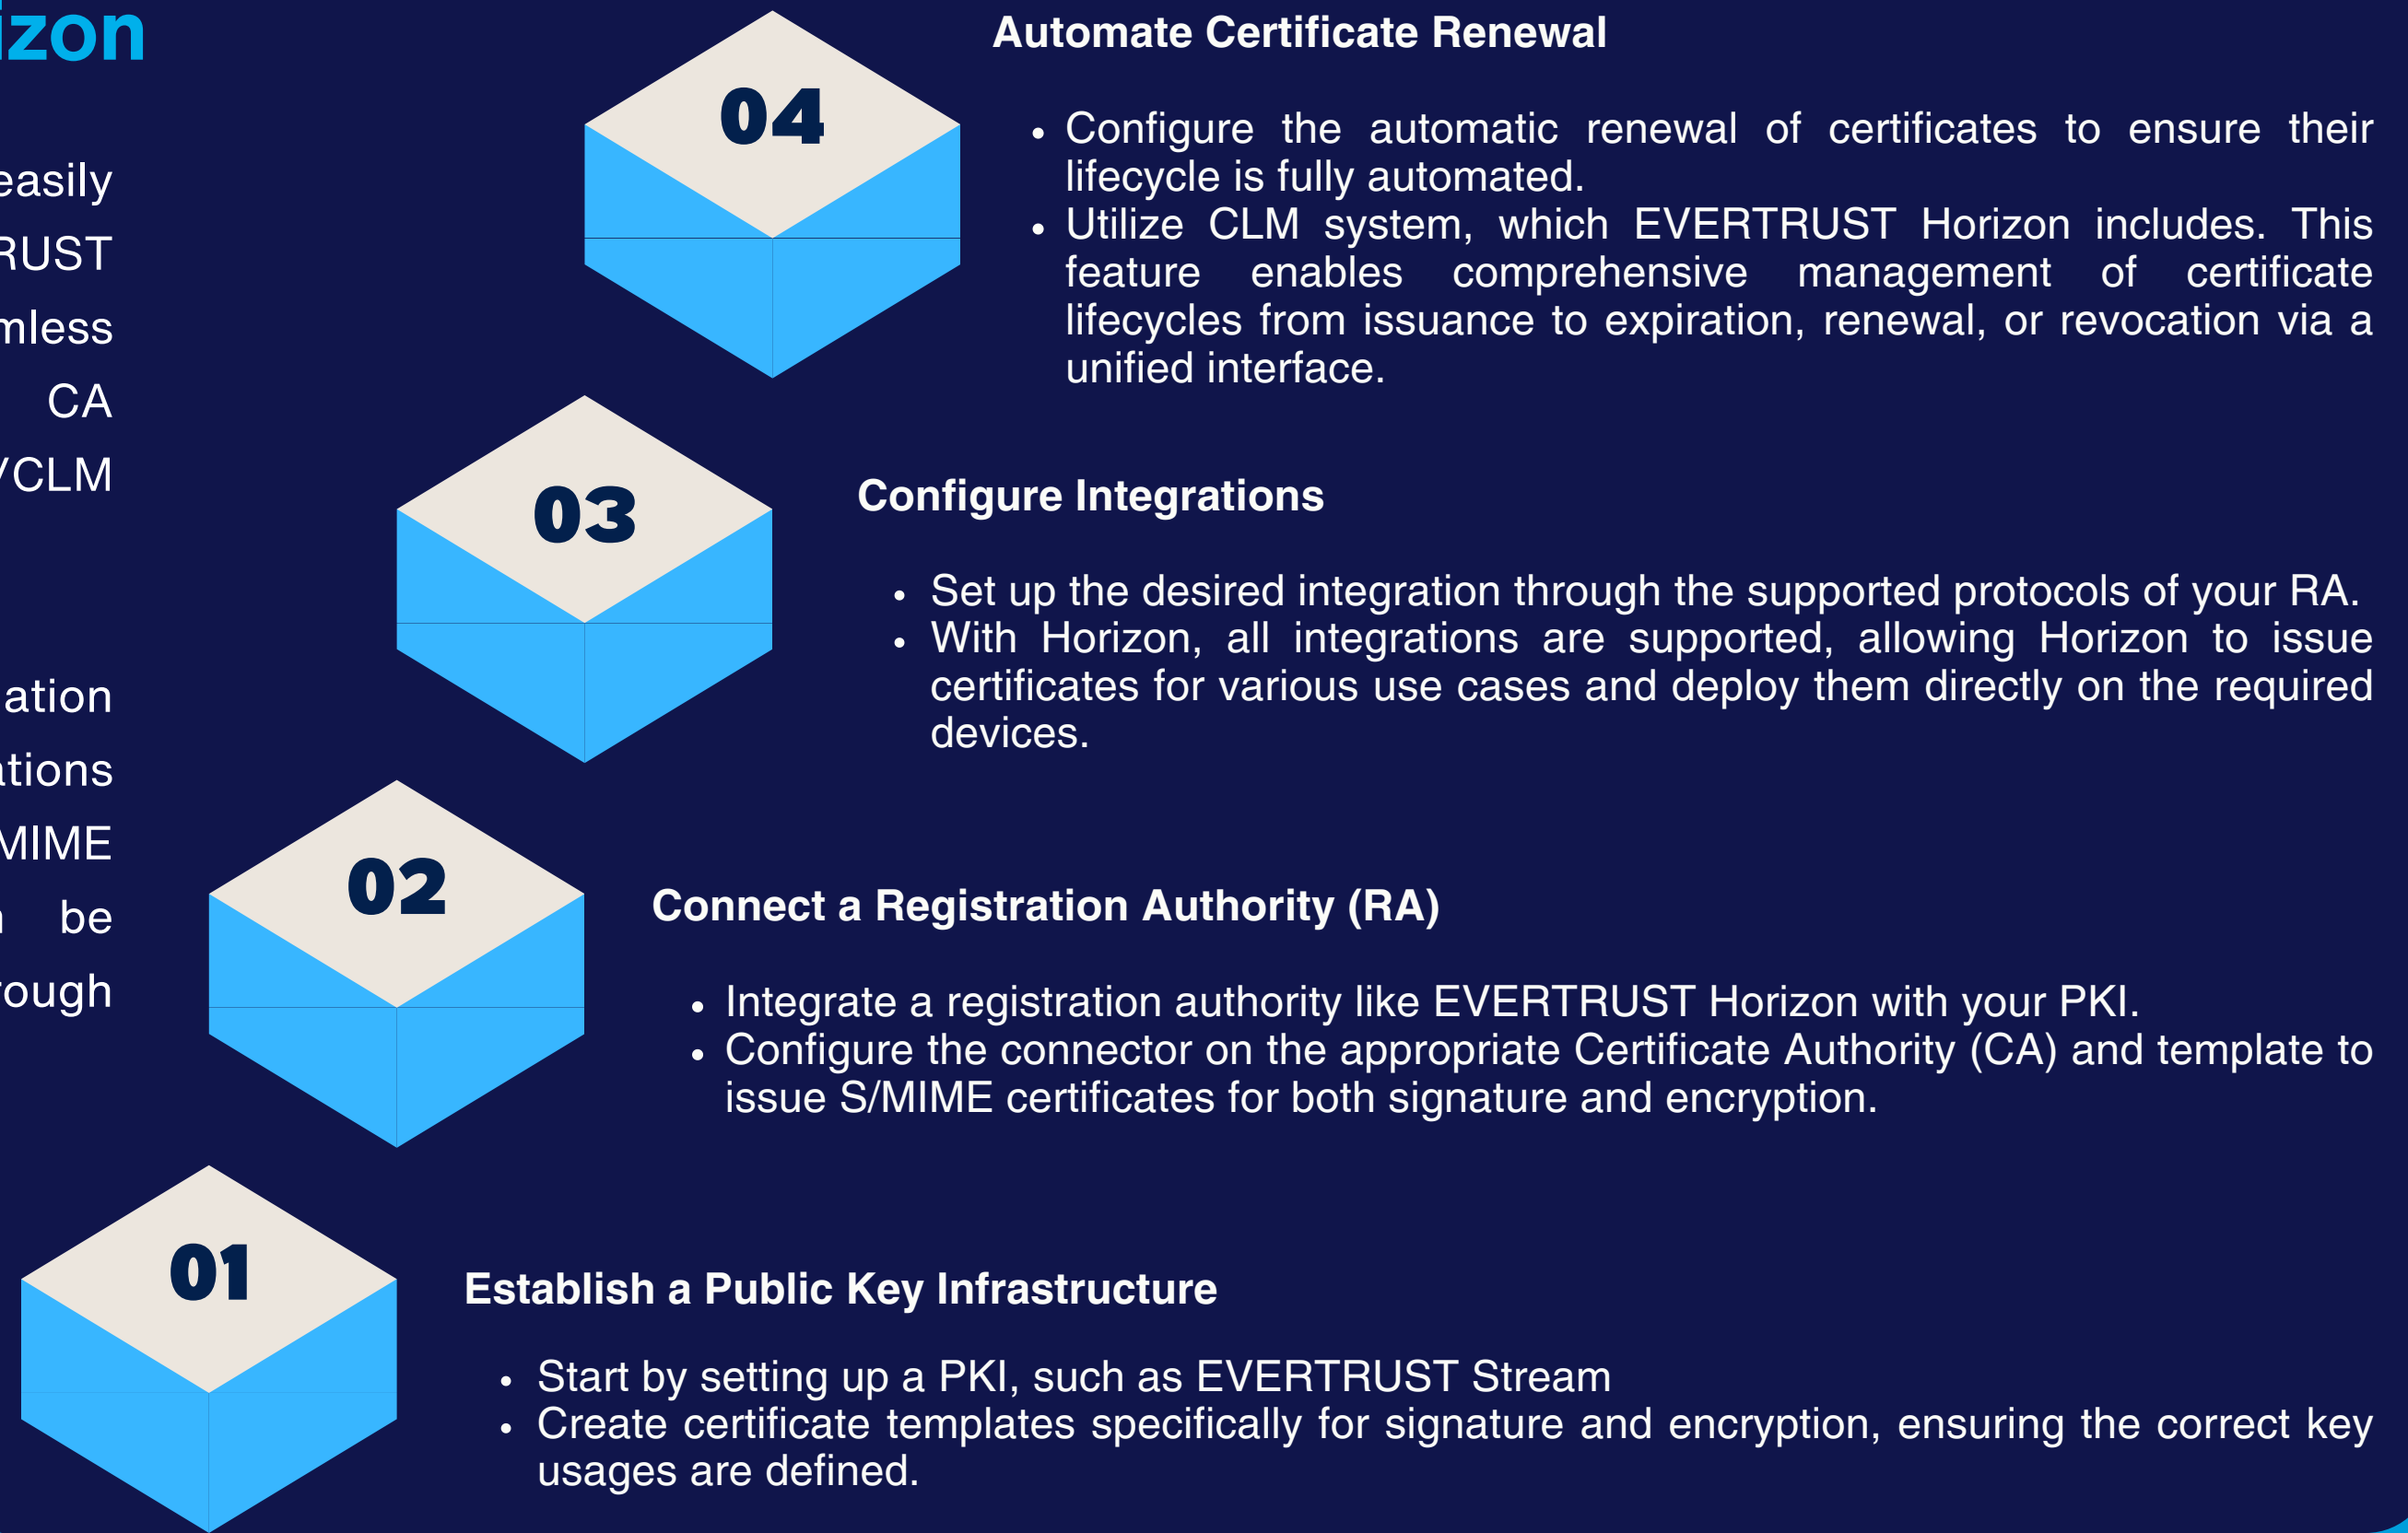 izon
easily
RUST
mless
CA
/CLM
ation
ations
MIME
be
rough
04
Automate Certificate Renewal
• Configure the automatic renewal of certificates to ensure their
lifecycle is fully automated.
• Utilize CLM system, which EVERTRUST Horizon includes. This
feature enables comprehensive management of certificate
lifecycles from issuance to expiration, renewal, or revocation via a
unified interface.
03
Configure Integrations
• Set up the desired integration through the supported protocols of your RA.
• With Horizon, all integrations are supported, allowing Horizon to issue
certificates for various use cases and deploy them directly on the required
devices.
02
Connect a Registration Authority (RA)
• Integrate a registration authority like EVERTRUST Horizon with your PKI.
• Configure the connector on the appropriate Certificate Authority (CA) and template to
issue S/MIME certificates for both signature and encryption.
01
Establish a Public Key Infrastructure
• Start by setting up a PKI, such as EVERTRUST Stream
• Create certificate templates specifically for signature and encryption, ensuring the correct key
usages are defined.